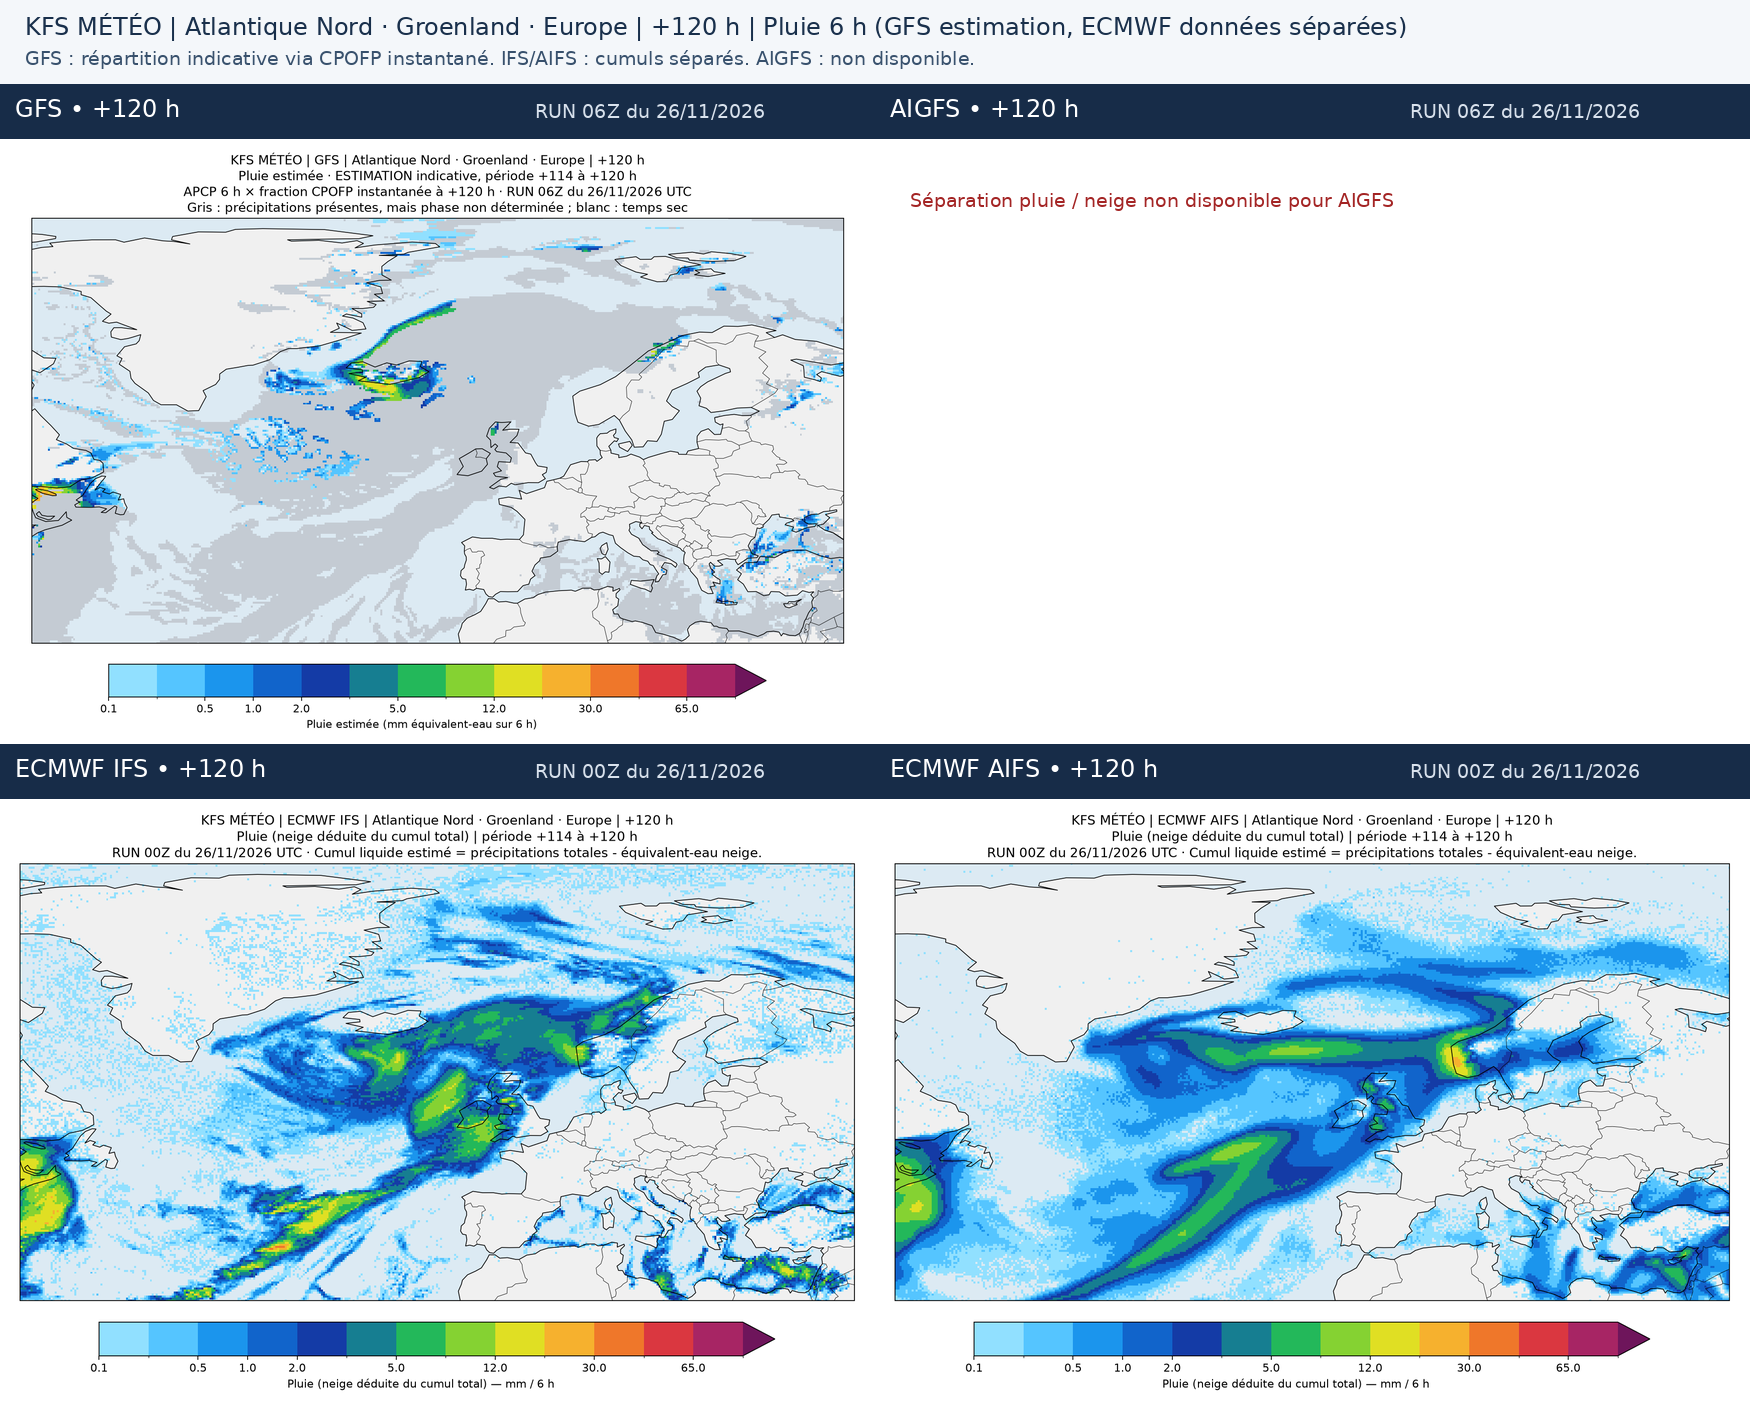 KFS MÉTÉO | Atlantique Nord · Groenland · Europe | +120 h | Pluie 6 h (GFS estimation, ECMWF données séparées)
GFS : répartition indicative via CPOFP instantané. IFS/AIFS : cumuls séparés. AIGFS : non disponible.
GFS • +120 h
RUN 06Z du 26/11/2026
AIGFS • +120 h
RUN 06Z du 26/11/2026
KFS MÉTÉO | GFS | Atlantique Nord · Groenland · Europe | +120 h
Pluie estimée · ESTIMATION indicative, période +114 à +120 h
APCP 6 h × fraction CPOFP instantanée à +120 h · RUN 06Z du 26/11/2026 UTC
Gris : précipitations présentes, mais phase non déterminée ; blanc : temps sec
Séparation pluie / neige non disponible pour AIGFS
0.1 0.5 1.0 2.0 5.0 12.0 30.0 65.0
Pluie estimée (mm équivalent-eau sur 6 h)
ECMWF IFS • +120 h
RUN 00Z du 26/11/2026
ECMWF AIFS • +120 h
RUN 00Z du 26/11/2026
KFS MÉTÉO | ECMWF IFS | Atlantique Nord · Groenland · Europe | +120 h
Pluie (neige déduite du cumul total) | période +114 à +120 h
RUN 00Z du 26/11/2026 UTC · Cumul liquide estimé = précipitations totales - équivalent-eau neige.
KFS MÉTÉO | ECMWF AIFS | Atlantique Nord · Groenland · Europe | +120 h
Pluie (neige déduite du cumul total) | période +114 à +120 h
RUN 00Z du 26/11/2026 UTC · Cumul liquide estimé = précipitations totales - équivalent-eau neige.
0.1 0.5 1.0 2.0 5.0 12.0 30.0 65.0
Pluie (neige déduite du cumul total) — mm / 6 h
0.1 0.5 1.0 2.0 5.0 12.0 30.0 65.0
Pluie (neige déduite du cumul total) — mm / 6 h